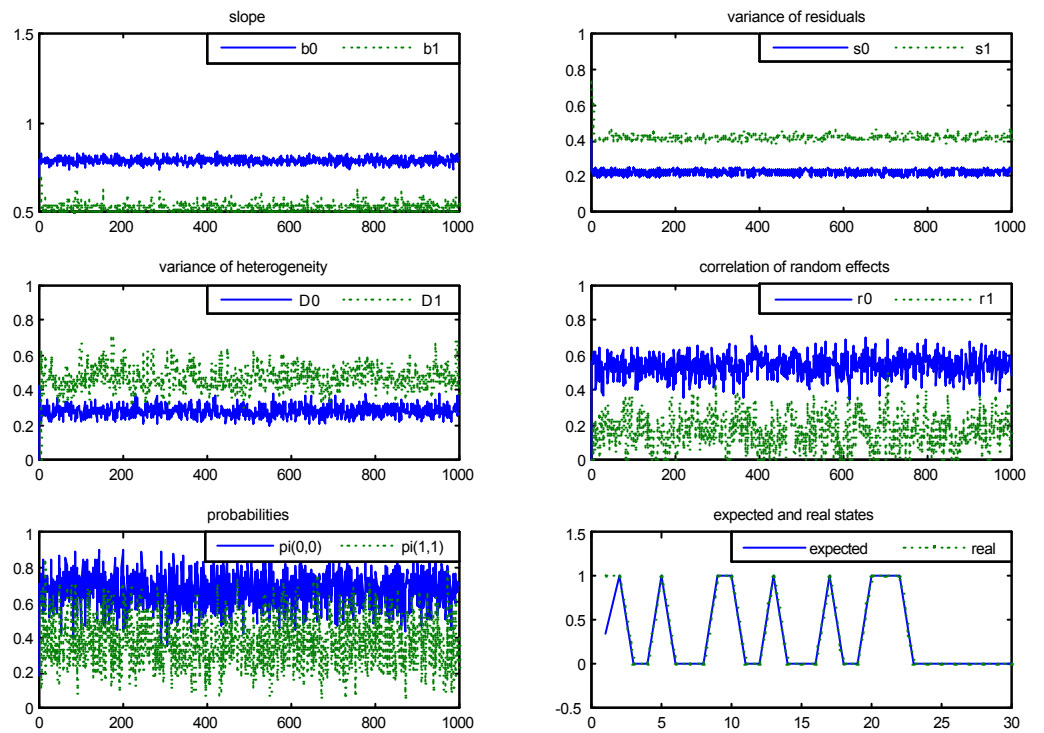 slope
variance of residuals
1.5
b0 b1
1
0.5
0 200 400 600 800 1000
1
s0 s1
0.8
0.6
0.4
0.2
0
0 200 400 600 800 1000
variance of heterogeneity
correlation of random effects
1
D0 D1
0.8
0.6
0.4
0.2
0
0 200 400 600 800 1000
1
r0 r1
0.8
0.6
0.4
0.2
0
0 200 400 600 800 1000
probabilities
expected and real states
1
pi(0,0) pi(1,1)
0.8
0.6
0.4
0.2
0
0 200 400 600 800 1000
1.5
expected real
1
0.5
0
-0.5
0 5 10 15 20 25 30